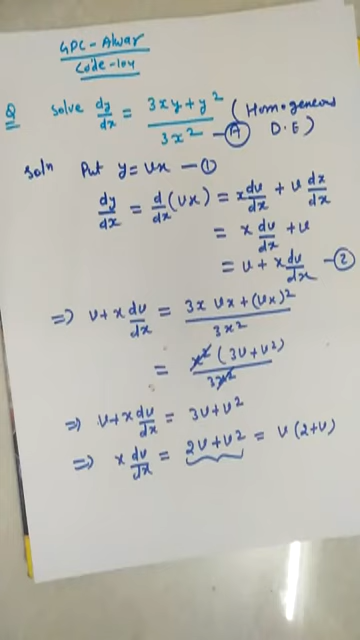 GPC-Alwar
Code-104
Q Solve dy/dx = (3xy+y²)/(3x²) —(A) (Homogeneous D.E)
Soln Put y=vx —(1)
dy/dx = d/dx (vx) = x dv/dx + v dx/dx
= x dv/dx + v
= v + x dv/dx —(2)
=> v + x dv/dx = (3x vx+(vx)²)/(3x²)
= x²(3v+v²)/(3x²)
=> v+x dv/dx = 3v+v²
=> x dv/dx = 2v+v² = v(2+v)